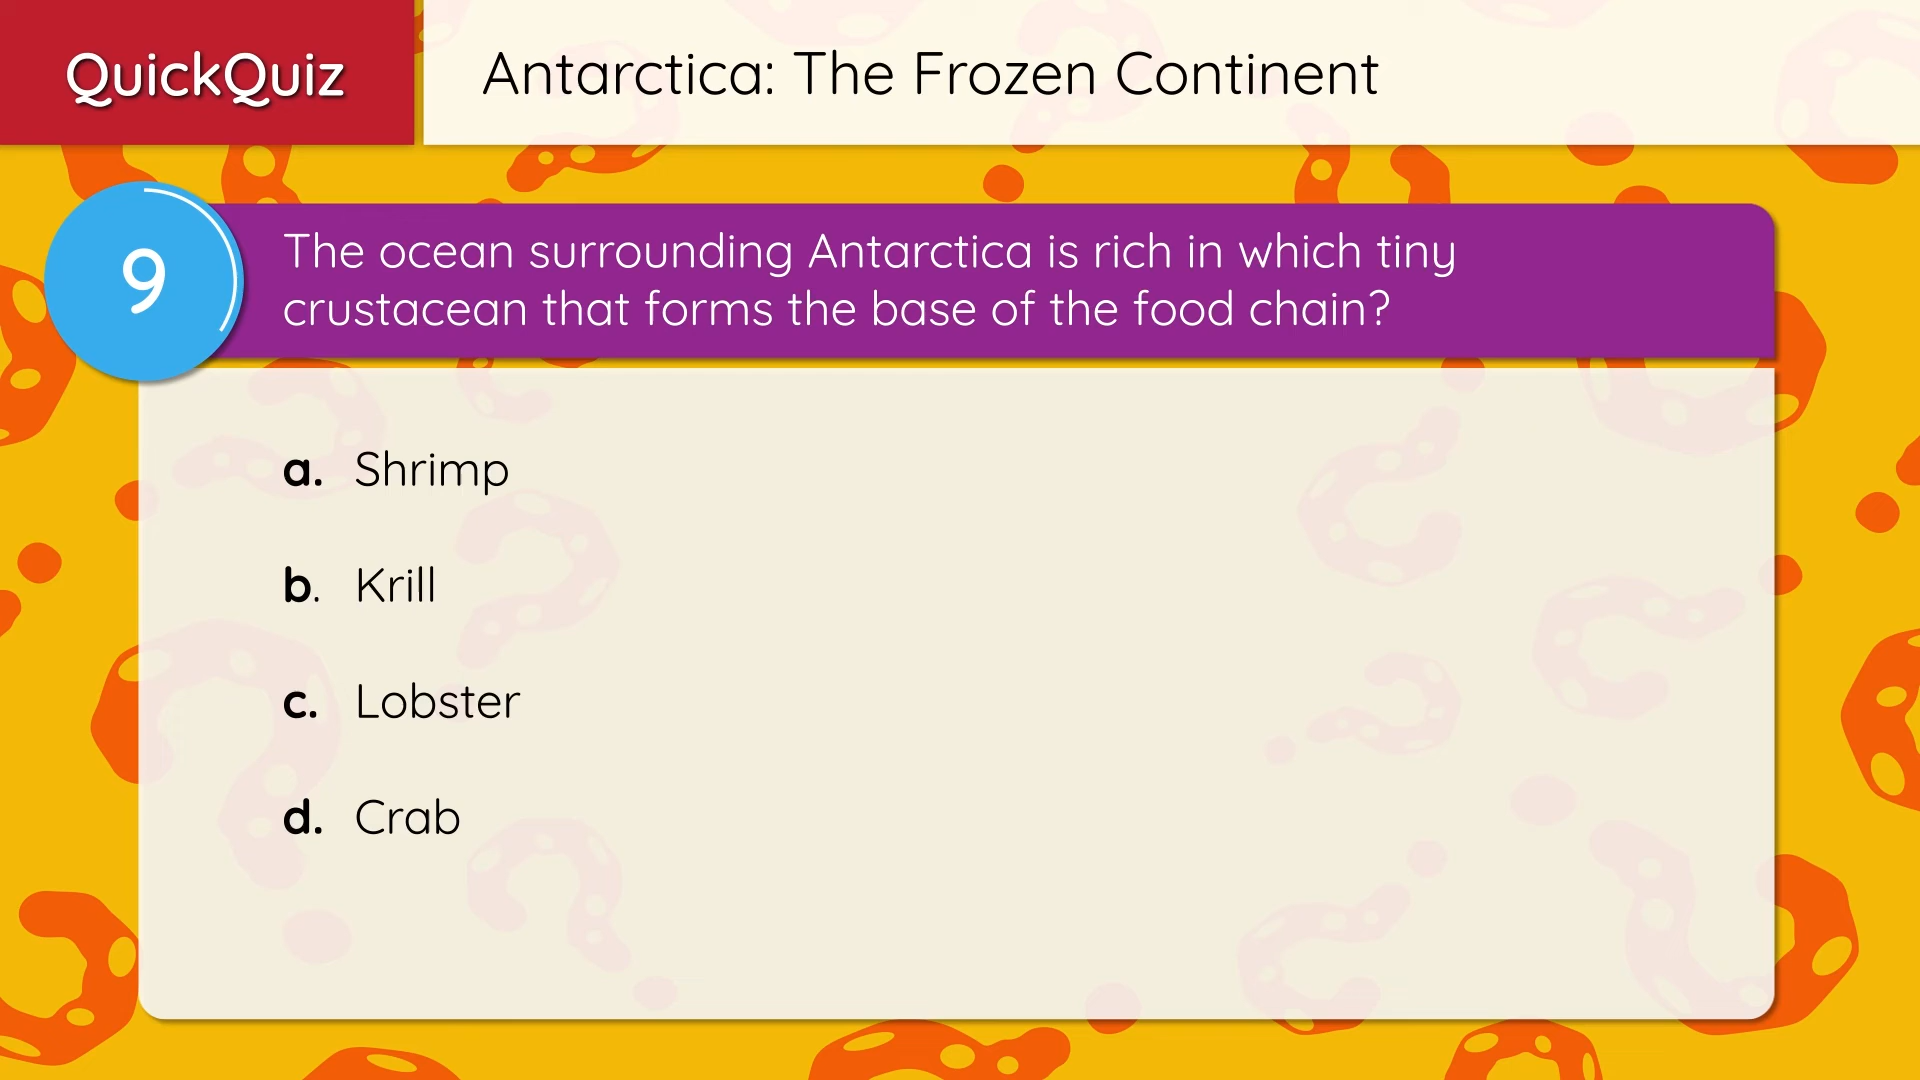 QuickQuiz
Antarctica: The Frozen Continent
9
The ocean surrounding Antarctica is rich in which tiny
crustacean that forms the base of the food chain?
a. Shrimp
b. Krill
c. Lobster
d. Crab